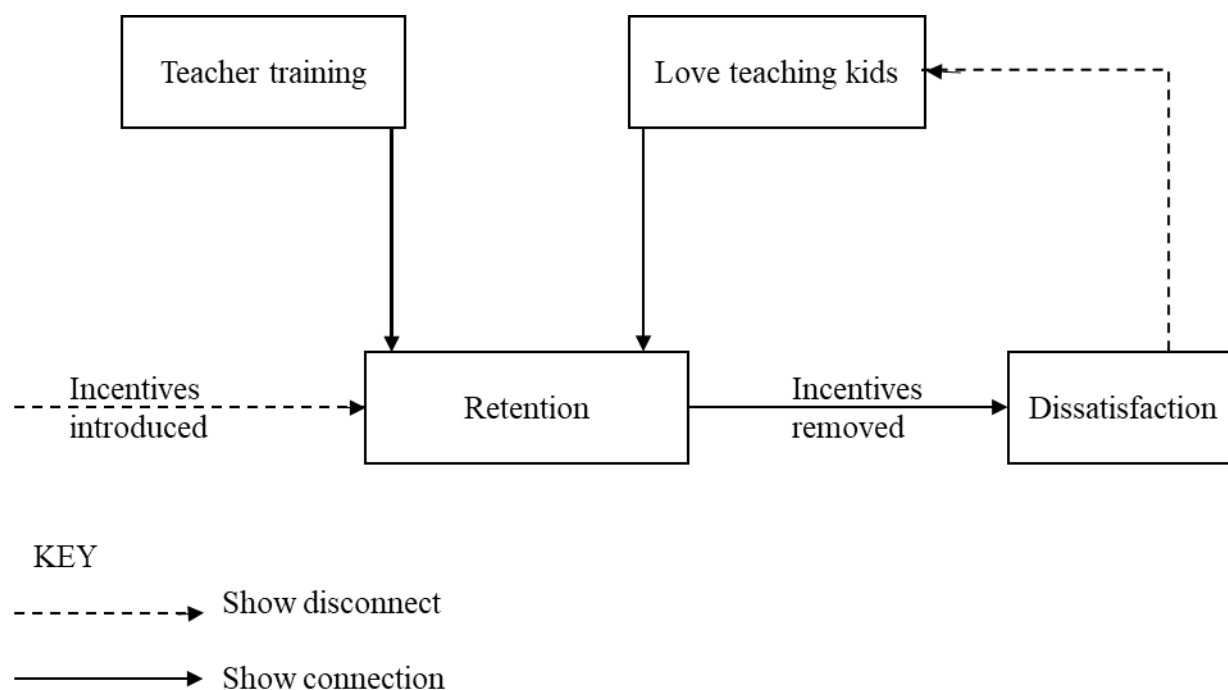 Teacher training
Love teaching kids
Incentives
introduced
Retention
Incentives
removed
Dissatisfaction
KEY
Show disconnect
Show connection